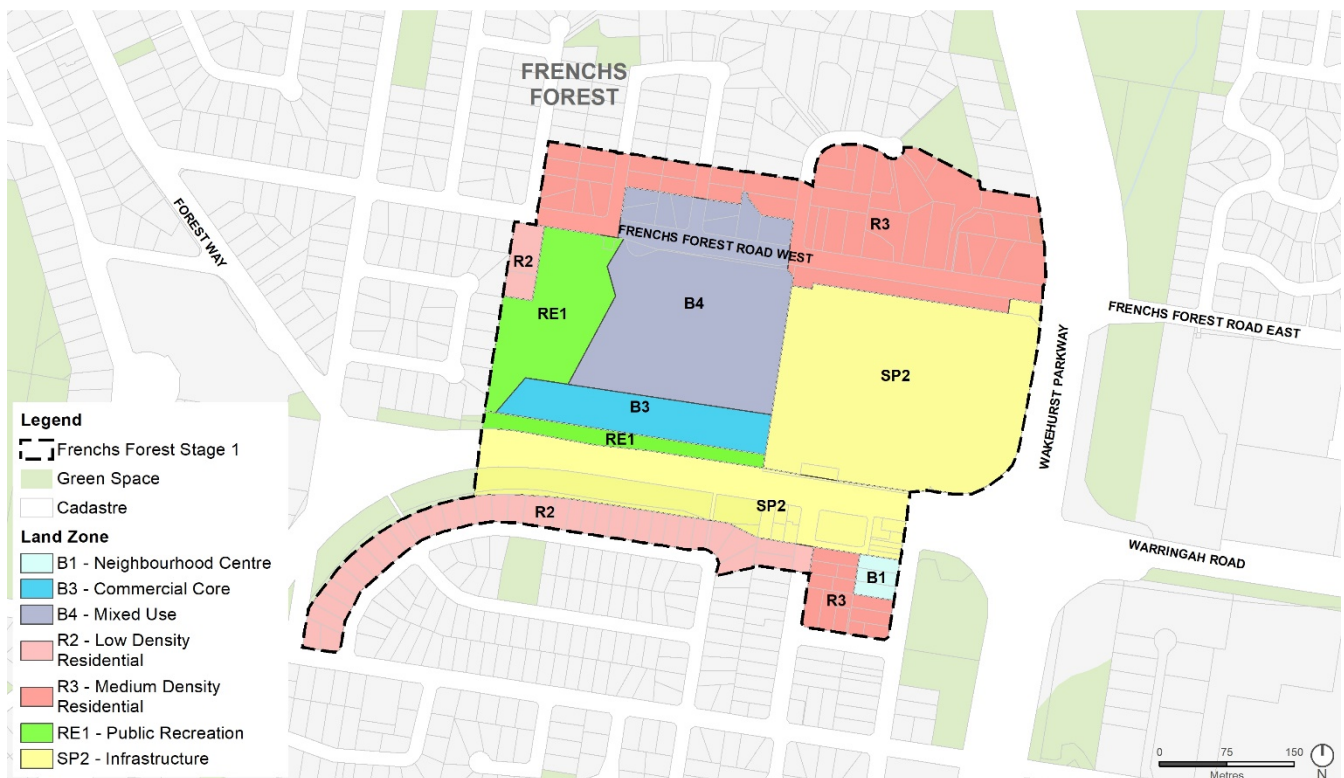 FRENCHS
FOREST
FOREST WAY
R3
FRENCHS FOREST ROAD WEST
R2
RE1
B4
FRENCHS FOREST ROAD EAST
SP2
WAKEHURST PARKWAY
B3
RE1
SP2
R2
WARRINGAH ROAD
B1
R3
Legend
Frenchs Forest Stage 1
Green Space
Cadastre
Land Zone
B1 - Neighbourhood Centre
B3 - Commercial Core
B4 - Mixed Use
R2 - Low Density
Residential
R3 - Medium Density
Residential
RE1 - Public Recreation
SP2 - Infrastructure
0 75 150
Metres
N